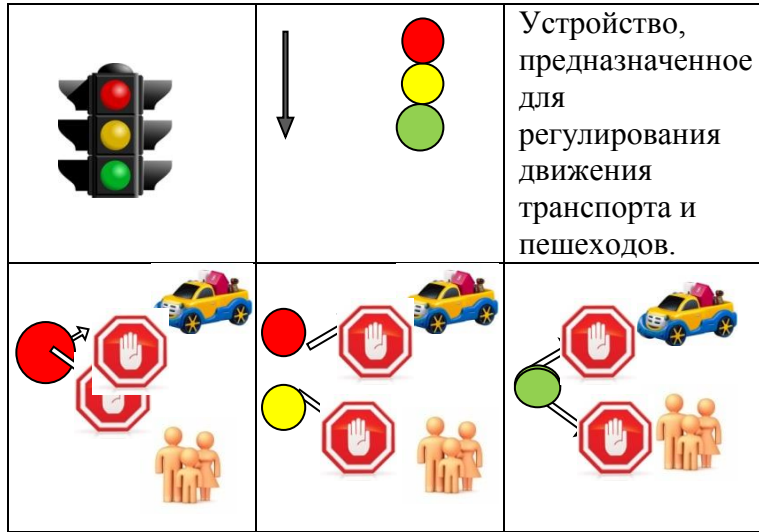 Устройство,
предназначенное
для
регулирования
движения
транспорта и
пешеходов.